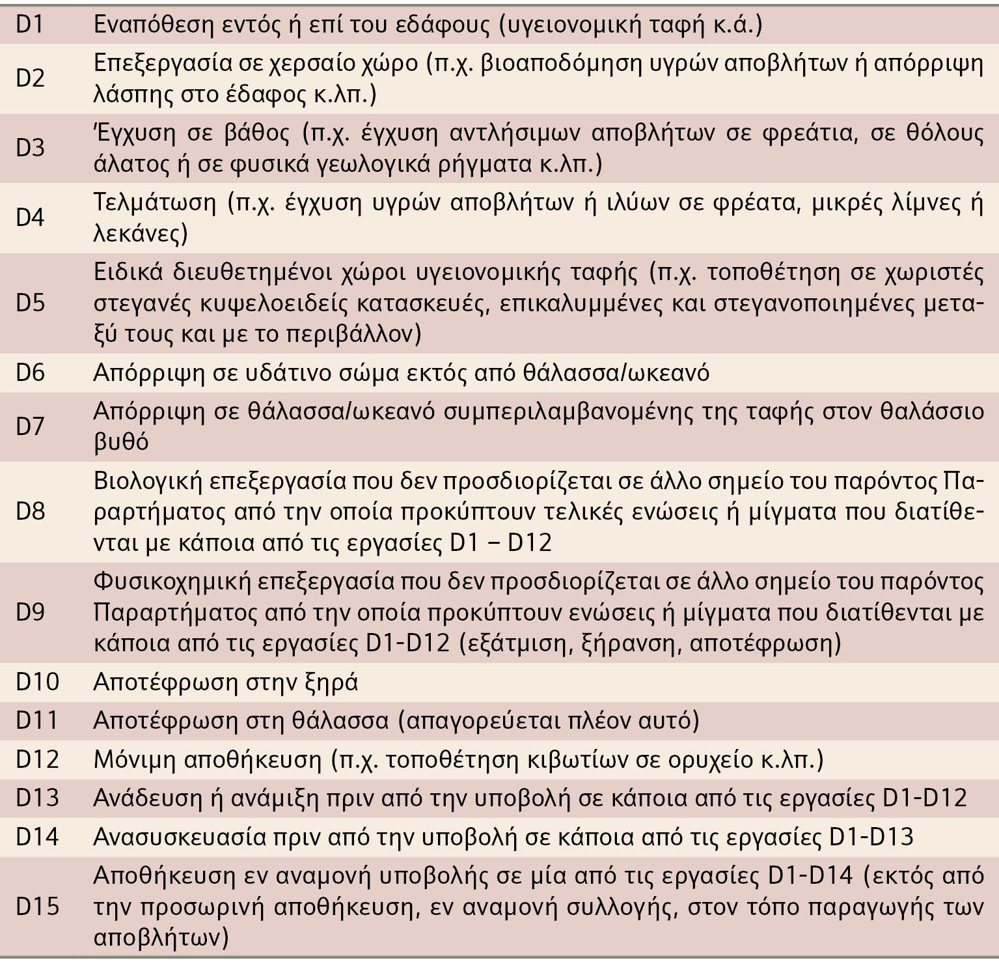 D1 Εναπόθεση εντός ή επί του εδάφους (υγειονομική ταφή κ.ά.)
D2 Επεξεργασία σε χερσαίο χώρο (π.χ. βιοαποδόμηση υγρών αποβλήτων ή απόρριψη
λάσπης στο έδαφος κ.λπ.)
D3 Έγχυση σε βάθος (π.χ. έγχυση αντλήσιμων αποβλήτων σε φρεάτια, σε θόλους
άλατος ή σε φυσικά γεωλογικά ρήγματα κ.λπ.)
D4 Τελμάτωση (π.χ. έγχυση υγρών αποβλήτων ή ιλύων σε φρέατα, μικρές λίμνες ή
λεκάνες)
D5 Ειδικά διευθετημένοι χώροι υγειονομικής ταφής (π.χ. τοποθέτηση σε χωριστές
στεγανές κυψελοειδείς κατασκευές, επικαλυμμένες και στεγανοποιημένες μετα-
ξύ τους και με το περιβάλλον)
D6 Απόρριψη σε υδάτινο σώμα εκτός από θάλασσα/ωκεανό
D7 Απόρριψη σε θάλασσα/ωκεανό συμπεριλαμβανομένης της ταφής στον θαλάσσιο
βυθό
D8 Βιολογική επεξεργασία που δεν προσδιορίζεται σε άλλο σημείο του παρόντος Πα-
ραρτήματος από την οποία προκύπτουν τελικές ενώσεις ή μίγματα που διατίθε-
νται με κάποια από τις εργασίες D1 – D12
D9 Φυσικοχημική επεξεργασία που δεν προσδιορίζεται σε άλλο σημείο του παρόντος
Παραρτήματος από την οποία προκύπτουν ενώσεις ή μίγματα που διατίθενται με
κάποια από τις εργασίες D1-D12 (εξάτμιση, ξήρανση, αποτέφρωση)
D10 Αποτέφρωση στην ξηρά
D11 Αποτέφρωση στη θάλασσα (απαγορεύεται πλέον αυτό)
D12 Μόνιμη αποθήκευση (π.χ. τοποθέτηση κιβωτίων σε ορυχείο κ.λπ.)
D13 Ανάδευση ή ανάμιξη πριν από την υποβολή σε κάποια από τις εργασίες D1-D12
D14 Ανασυσκευασία πριν από την υποβολή σε κάποια από τις εργασίες D1-D13
D15 Αποθήκευση εν αναμονή υποβολής σε μία από τις εργασίες D1-D14 (εκτός από
την προσωρινή αποθήκευση, εν αναμονή συλλογής, στον τόπο παραγωγής των
αποβλήτων)